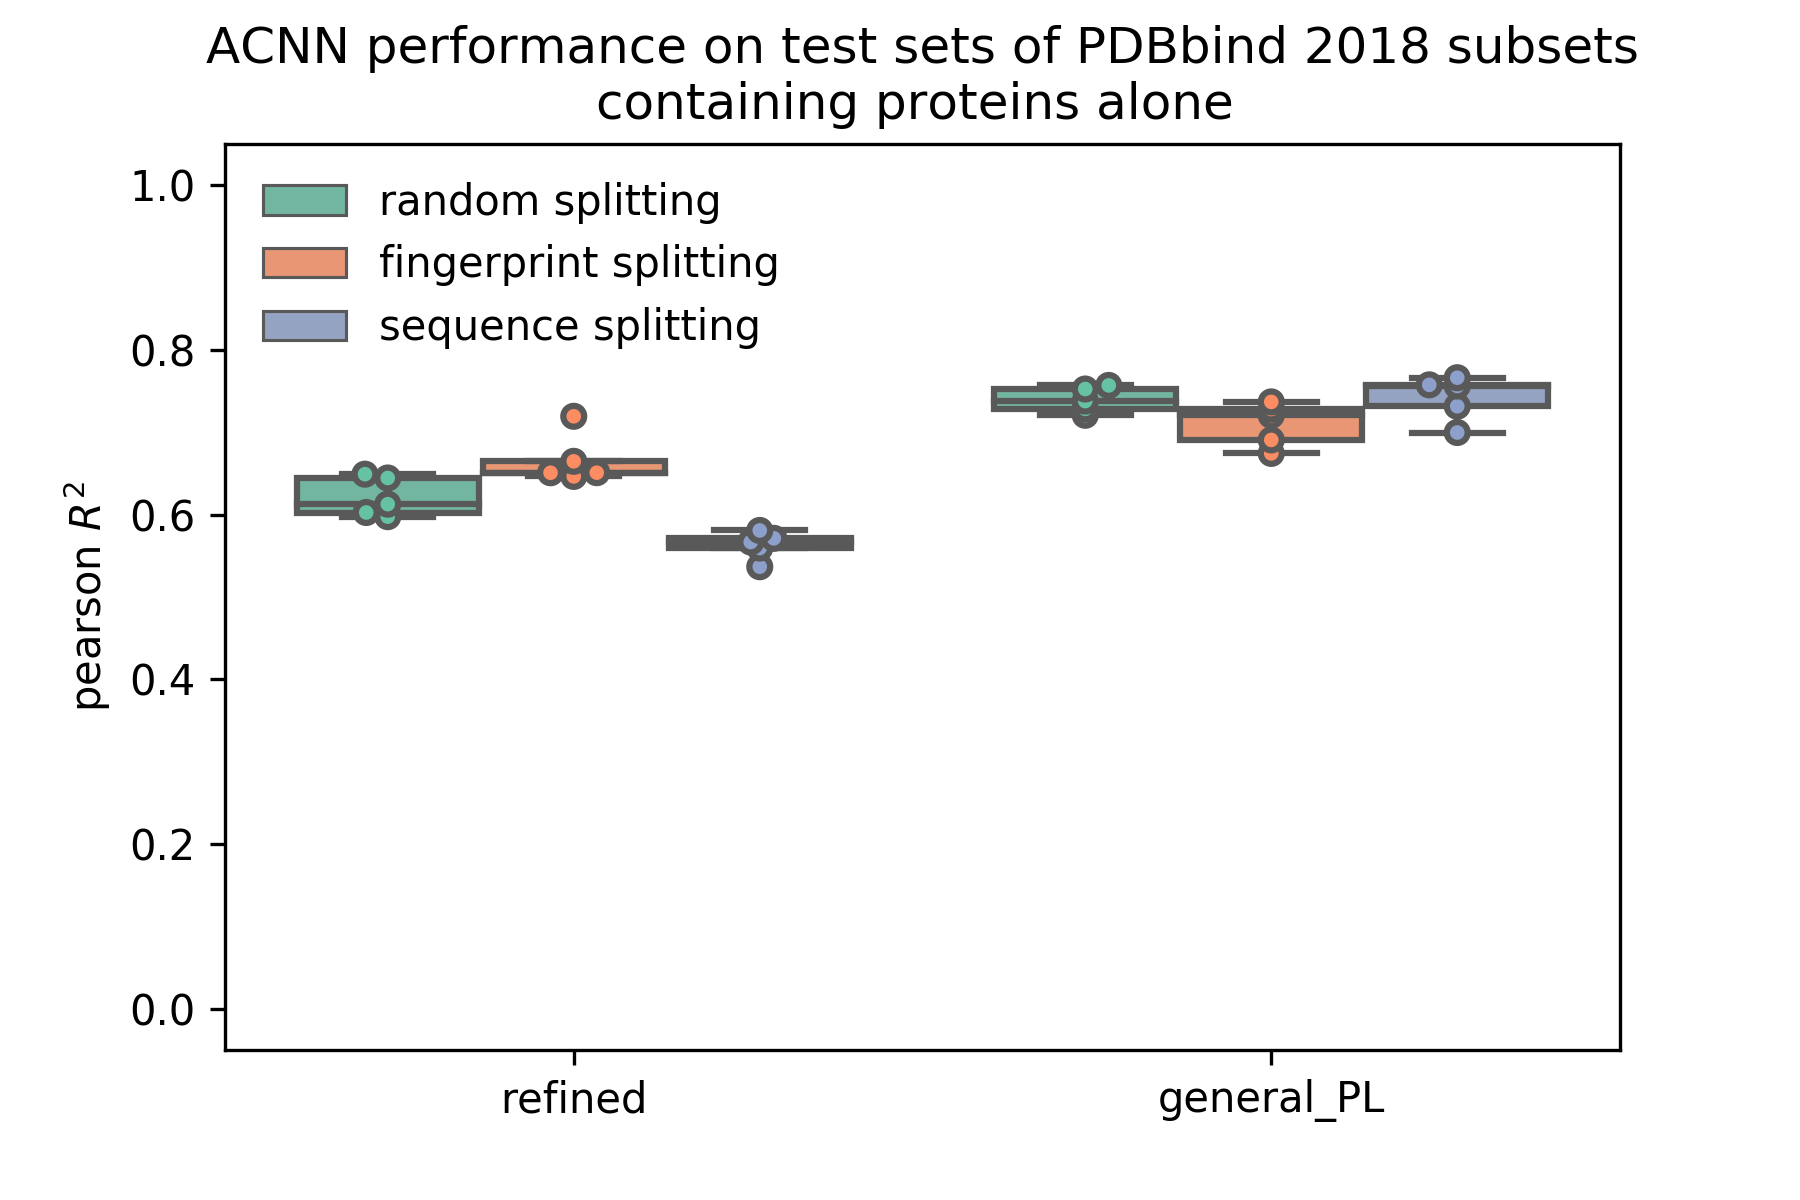 ACNN performance on test sets of PDBbind 2018 subsets
containing proteins alone
random splitting
fingerprint splitting
sequence splitting
pearson R²
1.0
0.8
0.6
0.4
0.2
0.0
refined
general_PL